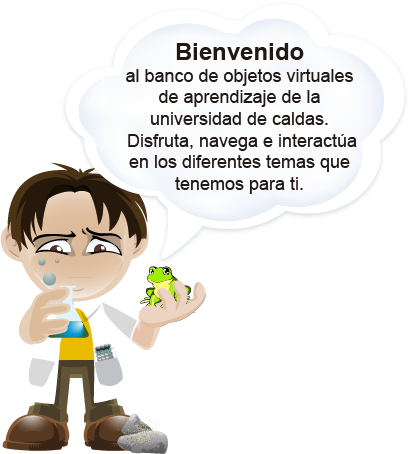 Bienvenido
al banco de objetos virtuales
de aprendizaje de la
universidad de caldas.
Disfruta, navega e interactúa
en los diferentes temas que
tenemos para ti.